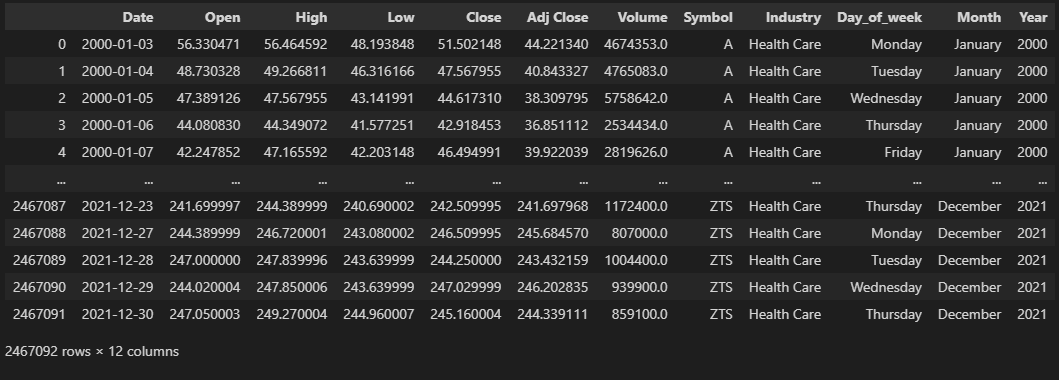 Date Open High Low Close Adj Close Volume Symbol Industry Day_of_week Month Year
0 2000-01-03 56.330471 56.464592 48.193848 51.502148 44.221340 4674353.0 A Health Care Monday January 2000
1 2000-01-04 48.730328 49.266811 46.316166 47.567955 40.843327 4765083.0 A Health Care Tuesday January 2000
2 2000-01-05 47.389126 47.567955 43.141991 44.617310 38.309795 5758642.0 A Health Care Wednesday January 2000
3 2000-01-06 44.080830 44.349072 41.577251 42.918453 36.851112 2534434.0 A Health Care Thursday January 2000
4 2000-01-07 42.247852 47.165592 42.203148 46.494991 39.922039 2819626.0 A Health Care Friday January 2000
... ... ... ... ... ... ... ... ... ... ... ... ...
2467087 2021-12-23 241.699997 244.389999 240.690002 242.509995 241.697968 1172400.0 ZTS Health Care Thursday December 2021
2467088 2021-12-27 244.389999 246.720001 243.080002 246.509995 245.684570 807000.0 ZTS Health Care Monday December 2021
2467089 2021-12-28 247.000000 247.839996 243.639999 244.250000 243.432159 1004400.0 ZTS Health Care Tuesday December 2021
2467090 2021-12-29 244.020004 247.850006 243.639999 247.029999 246.202835 939900.0 ZTS Health Care Wednesday December 2021
2467091 2021-12-30 247.050003 249.270004 244.960007 245.160004 244.339111 859100.0 ZTS Health Care Thursday December 2021
2467092 rows × 12 columns